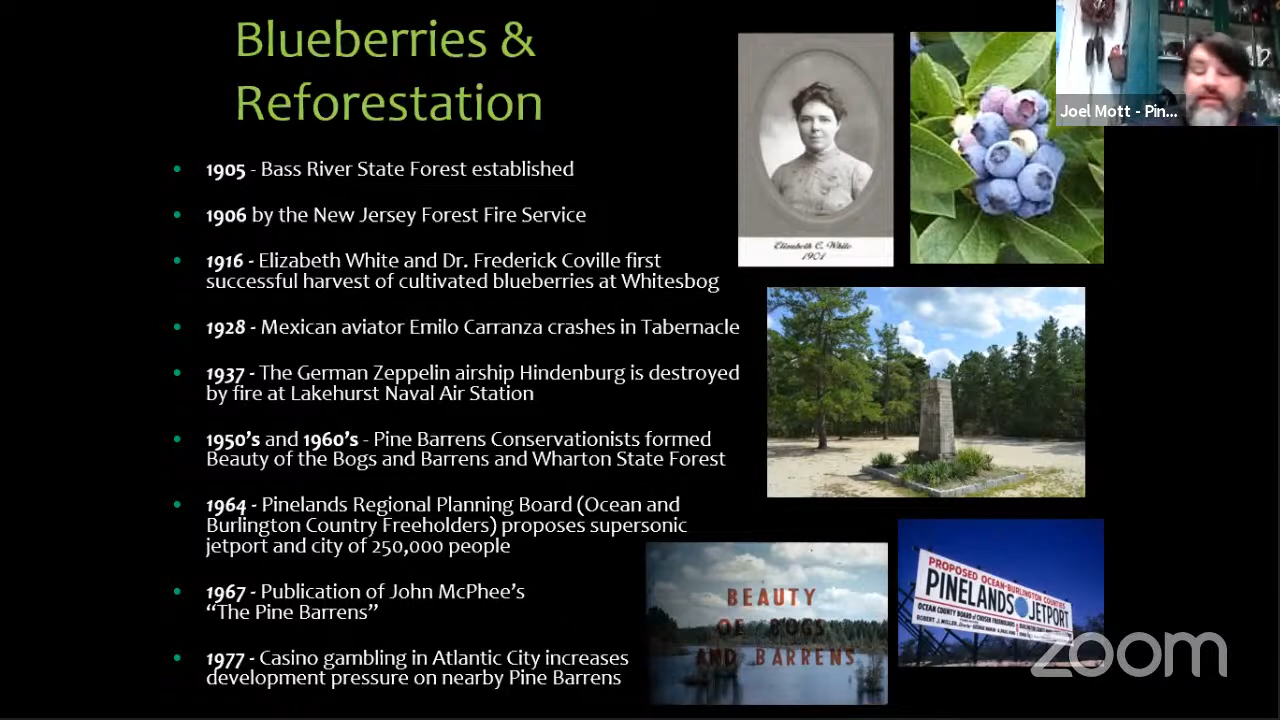 Blueberries &
Reforestation
1905 - Bass River State Forest established
1906 by the New Jersey Forest Fire Service
1916 - Elizabeth White and Dr. Frederick Coville first
successful harvest of cultivated blueberries at Whitesbog
1928 - Mexican aviator Emilo Carranza crashes in Tabernacle
1937 - The German Zeppelin airship Hindenburg is destroyed
by fire at Lakehurst Naval Air Station
1950's and 1960's - Pine Barrens Conservationists formed
Beauty of the Bogs and Barrens and Wharton State Forest
1964 - Pinelands Regional Planning Board (Ocean and
Burlington Country Freeholders) proposes supersonic
jetport and city of 250,000 people
1967 - Publication of John McPhee's
“The Pine Barrens”
1977 - Casino gambling in Atlantic City increases
development pressure on nearby Pine Barrens
Elizabeth C. White
1901
Joel Mott - Pin...
BEAUTY
OF BOGS
AND BARRENS
PROPOSED OCEAN-BURLINGTON COUNTIES
PINELANDS JETPORT
OCEAN COUNTY BOARD of CHOSEN FREEHOLDERS
ROBERT J. MILLER,
zoom